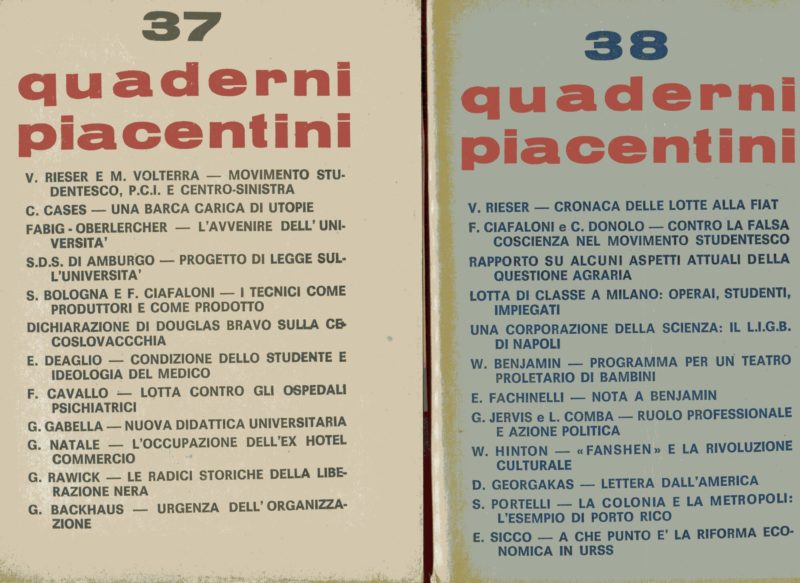 37
quaderni
piacentini
V. RIESER E M. VOLTERRA — MOVIMENTO STU-
DENTESCO, P.C.I. E CENTRO-SINISTRA
C. CASES — UNA BARCA CARICA DI UTOPIE
FABIG - OBERLERCHER — L'AVVENIRE DELL'UNI-
VERSITA'
S.D.S. DI AMBURGO — PROGETTO DI LEGGE SUL-
L'UNIVERSITA'
S. BOLOGNA E F. CIAFALONI — I TECNICI COME
PRODUTTORI E COME PRODOTTO
DICHIARAZIONE DI DOUGLAS BRAVO SULLA CE-
COSLOVACCCHIA
E. DEAGLIO — CONDIZIONE DELLO STUDENTE E
IDEOLOGIA DEL MEDICO
F. CAVALLO — LOTTA CONTRO GLI OSPEDALI
PSICHIATRICI
G. GABELLA — NUOVA DIDATTICA UNIVERSITARIA
G. NATALE — L'OCCUPAZIONE DELL'EX HOTEL
COMMERCIO
G. RAWICK — LE RADICI STORICHE DELLA LIBE-
RAZIONE NERA
G. BACKHAUS — URGENZA DELL'ORGANIZZA-
ZIONE
38
quaderni
piacentini
V. RIESER — CRONACA DELLE LOTTE ALLA FIAT
F. CIAFALONI e C. DONOLO — CONTRO LA FALSA
COSCIENZA NEL MOVIMENTO STUDENTESCO
RAPPORTO SU ALCUNI ASPETTI ATTUALI DELLA
QUESTIONE AGRARIA
LOTTA DI CLASSE A MILANO: OPERAI, STUDENTI,
IMPIEGATI
UNA CORPORAZIONE DELLA SCIENZA: IL L.I.G.B.
DI NAPOLI
W. BENJAMIN — PROGRAMMA PER UN TEATRO
PROLETARIO DI BAMBINI
E. FACHINELLI — NOTA A BENJAMIN
G. JERVIS e L. COMBA — RUOLO PROFESSIONALE
E AZIONE POLITICA
W. HINTON — «FANSHEN» E LA RIVOLUZIONE
CULTURALE
D. GEORGAKAS — LETTERA DALL'AMERICA
S. PORTELLI — LA COLONIA E LA METROPOLI:
L'ESEMPIO DI PORTO RICO
E. SICCO — A CHE PUNTO E' LA RIFORMA ECO-
NOMICA IN URSS